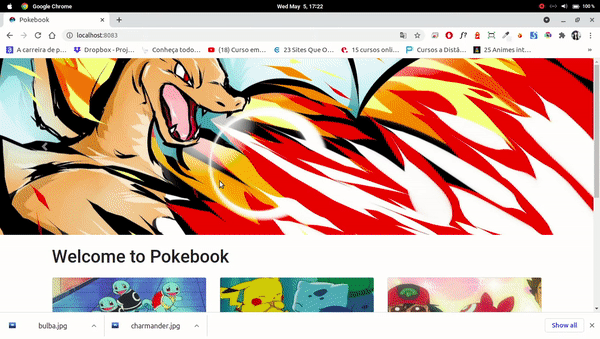 Google Chrome
Wed May 5, 17:22
100 %
Pokebook
localhost:8083
A carreira de p
Dropbox - Proj...
Conheça todo...
(18) Curso em...
23 Sites Que O
15 cursos onli...
Cursos a Distâ
25 Animes int
Welcome to Pokebook
bulba.jpg
charmander.jpg
Show all